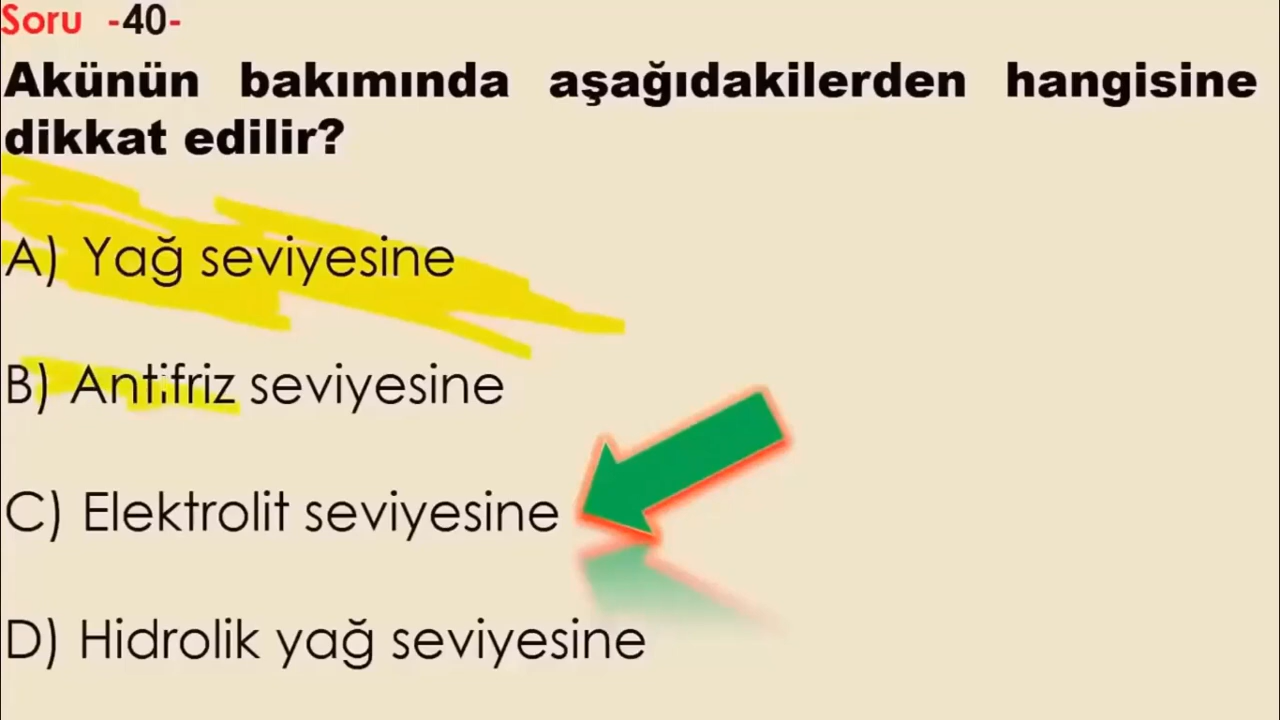 Soru -40-
Akünün bakımında aşağıdakilerden hangisine
dikkat edilir?
A) Yağ seviyesine
B) Antifriz seviyesine
C) Elektrolit seviyesine
D) Hidrolik yağ seviyesine